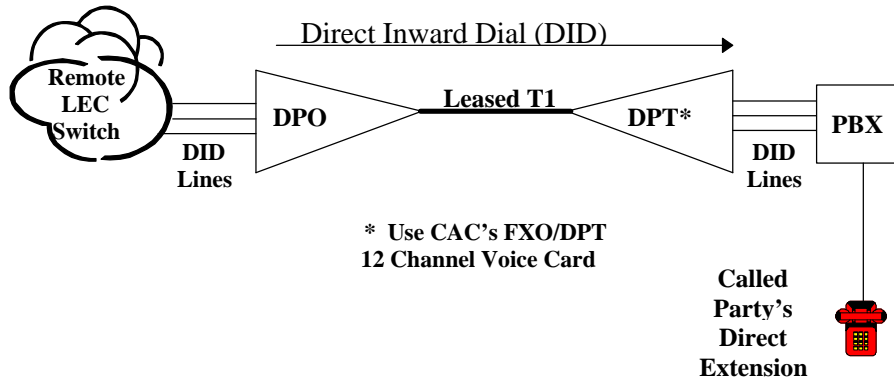 Direct Inward Dial (DID)
Remote
LEC
Switch
DPO
Leased T1
DPT*
PBX
DID
Lines
DID
Lines
* Use CAC's FXO/DPT
12 Channel Voice Card
Called
Party's
Direct
Extension